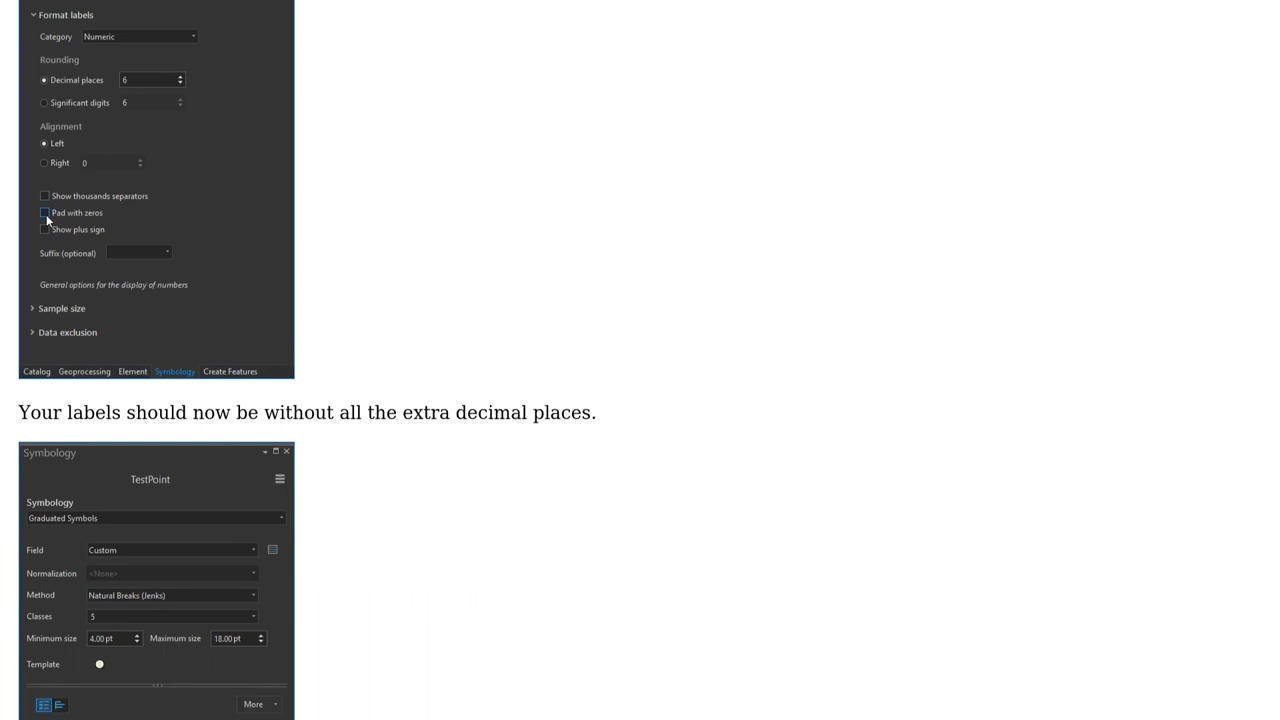 Format labels
Category Numeric
Rounding
Decimal places 6
Significant digits 6
Alignment
Left
Right 0
Show thousands separators
Pad with zeros
Show plus sign
Suffix (optional)
General options for the display of numbers
Sample size
Data exclusion
Catalog Geoprocessing Element Symbology Create Features
Your labels should now be without all the extra decimal places.
Symbology
TestPoint
Symbology
Graduated Symbols
Field Custom
Normalization <None>
Method Natural Breaks (Jenks)
Classes 5
Minimum size 4.00 pt Maximum size 18.00 pt
Template
More